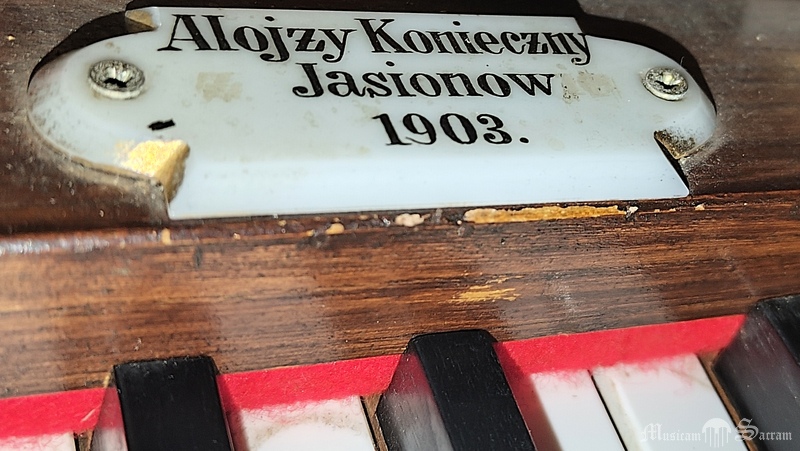 Alojzy Konieczny
Jasionow
1903.
Musicam Sacram